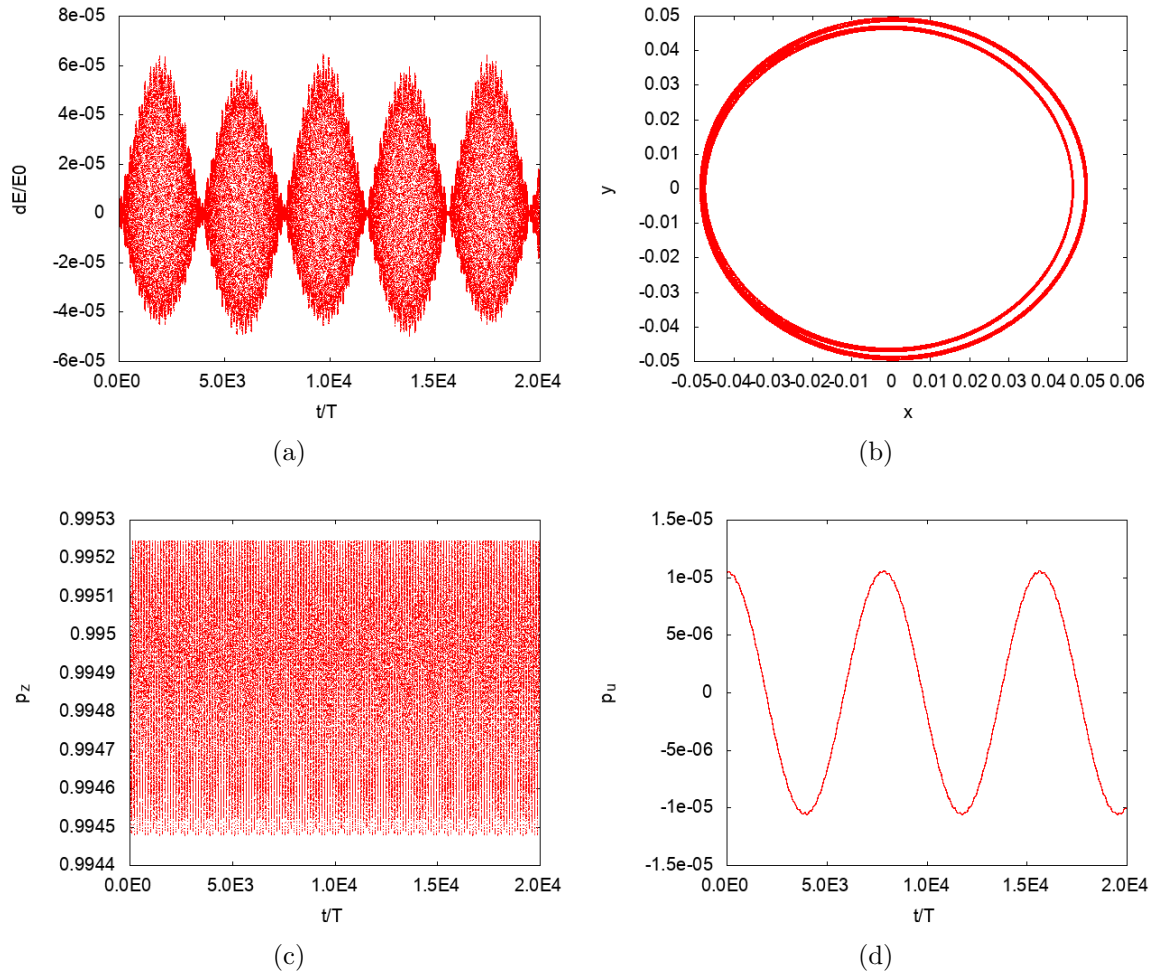 8e-05
6e-05
4e-05
2e-05
0
-2e-05
-4e-05
-6e-05
dE/E0
0.0E0 5.0E3 1.0E4 1.5E4 2.0E4
t/T
(a)
0.05
0.04
0.03
0.02
0.01
0
-0.01
-0.02
-0.03
-0.04
-0.05
y
-0.05-0.04-0.03-0.02-0.01 0 0.01 0.02 0.03 0.04 0.05 0.06
x
(b)
0.9953
0.9952
0.9951
0.995
0.9949
0.9948
0.9947
0.9946
0.9945
0.9944
p_z
0.0E0 5.0E3 1.0E4 1.5E4 2.0E4
t/T
(c)
1.5e-05
1e-05
5e-06
0
-5e-06
-1e-05
-1.5e-05
p_u
0.0E0 5.0E3 1.0E4 1.5E4 2.0E4
t/T
(d)